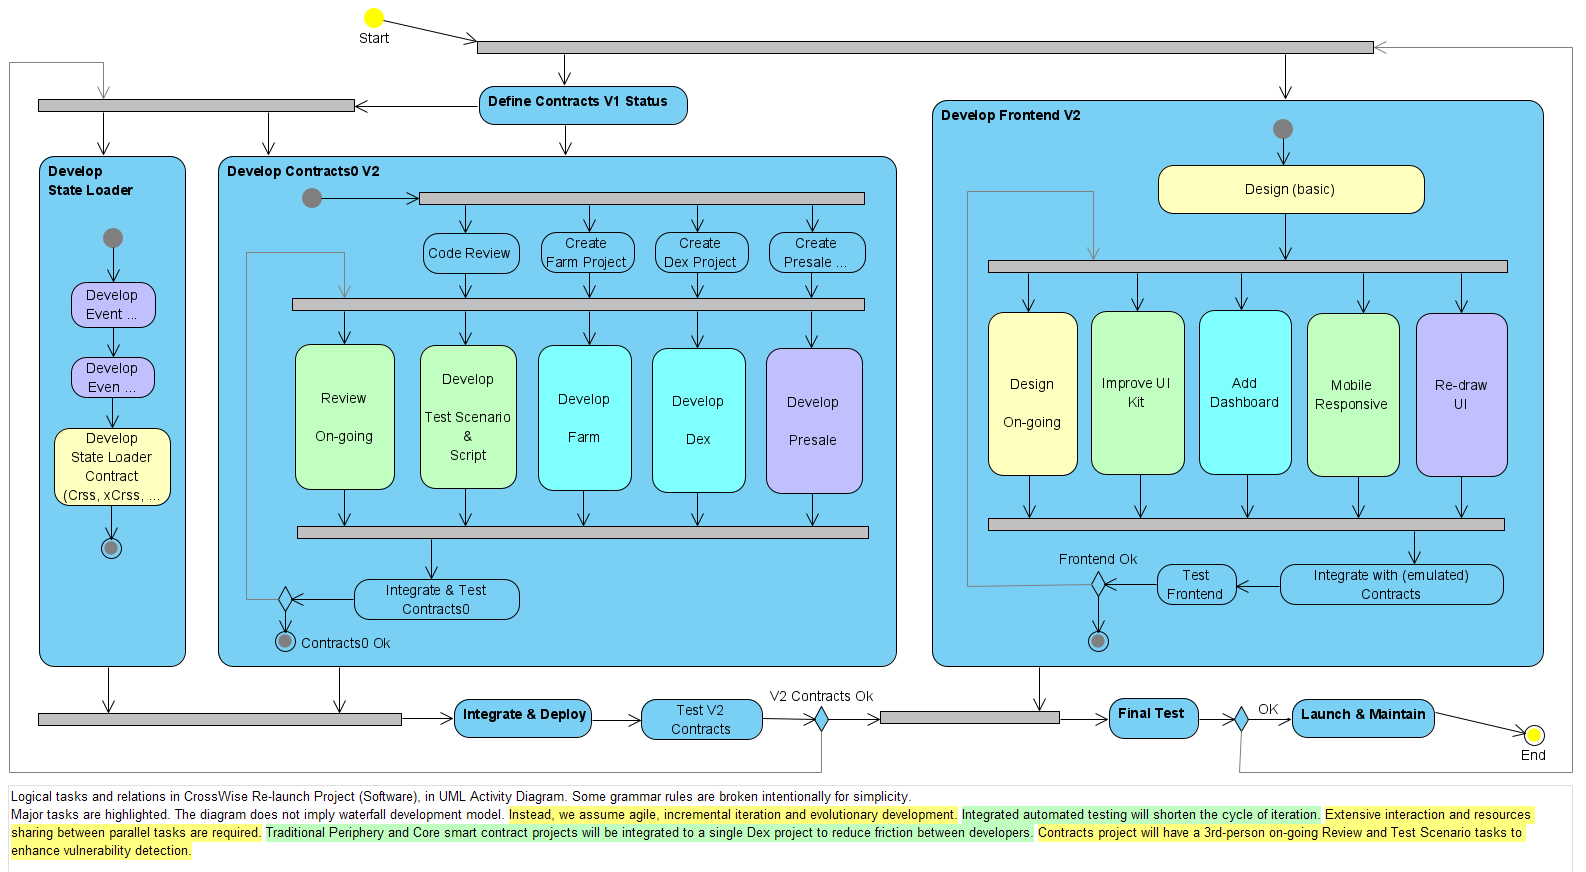 Start
Define Contracts V1 Status
Develop
State Loader
Develop
Event ...
Develop
Even ...
Develop
State Loader
Contract
(Crss, xCrss, ...
Develop Contracts0 V2
Code Review
Create
Farm Project
Create
Dex Project
Create
Presale ...
Review
On-going
Develop
Test Scenario
&
Script
Develop
Farm
Develop
Dex
Develop
Presale
Integrate & Test
Contracts0
Contracts0 Ok
Develop Frontend V2
Design (basic)
Design
On-going
Improve UI
Kit
Add
Dashboard
Mobile
Responsive
Re-draw
UI
Frontend Ok
Test
Frontend
Integrate with (emulated)
Contracts
Integrate & Deploy
Test V2
Contracts
V2 Contracts Ok
Final Test
OK
Launch & Maintain
End
Logical tasks and relations in CrossWise Re-launch Project (Software), in UML Activity Diagram. Some grammar rules are broken intentionally for simplicity.
Major tasks are highlighted. The diagram does not imply waterfall development model. Instead, we assume agile, incremental iteration and evolutionary development. Integrated automated testing will shorten the cycle of iteration. Extensive interaction and resources
sharing between parallel tasks are required. Traditional Periphery and Core smart contract projects will be integrated to a single Dex project to reduce friction between developers. Contracts project will have a 3rd-person on-going Review and Test Scenario tasks to
enhance vulnerability detection.